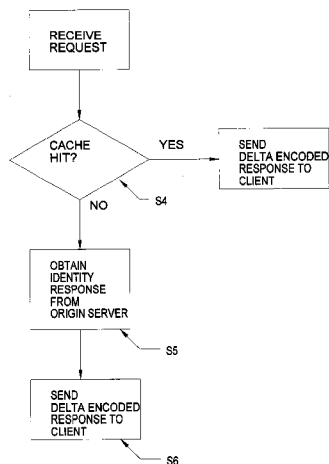 RECEIVE
REQUEST
CACHE
HIT?
YES
SEND
DELTA ENCODED
RESPONSE TO
CLIENT
S4
NO
OBTAIN
IDENTITY
RESPONSE
FROM
ORIGIN SERVER
S5
SEND
DELTA ENCODED
RESPONSE TO
CLIENT
S6